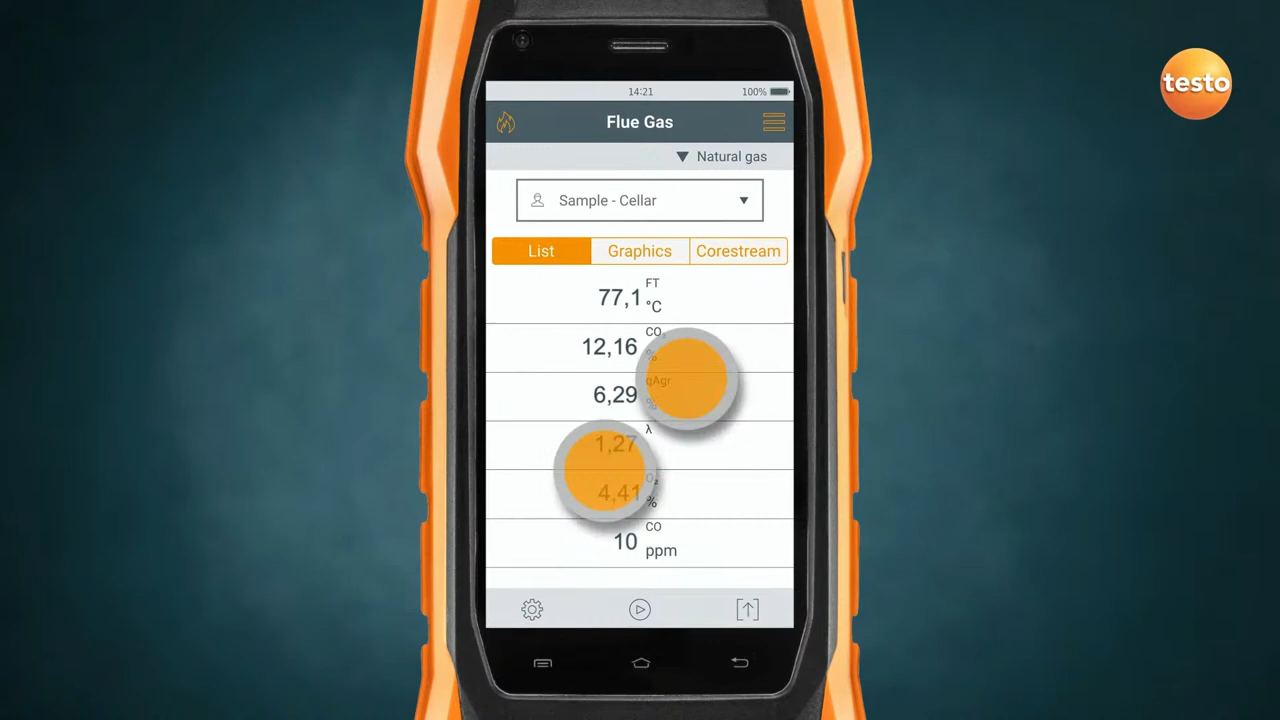 testo
14:21 100%
Flue Gas
Natural gas
Sample - Cellar
List Graphics Corestream
77,1 FT °C
12,16 CO₂ %
6,29 qAgr %
1,27 λ
4,41 O₂ %
10 CO ppm